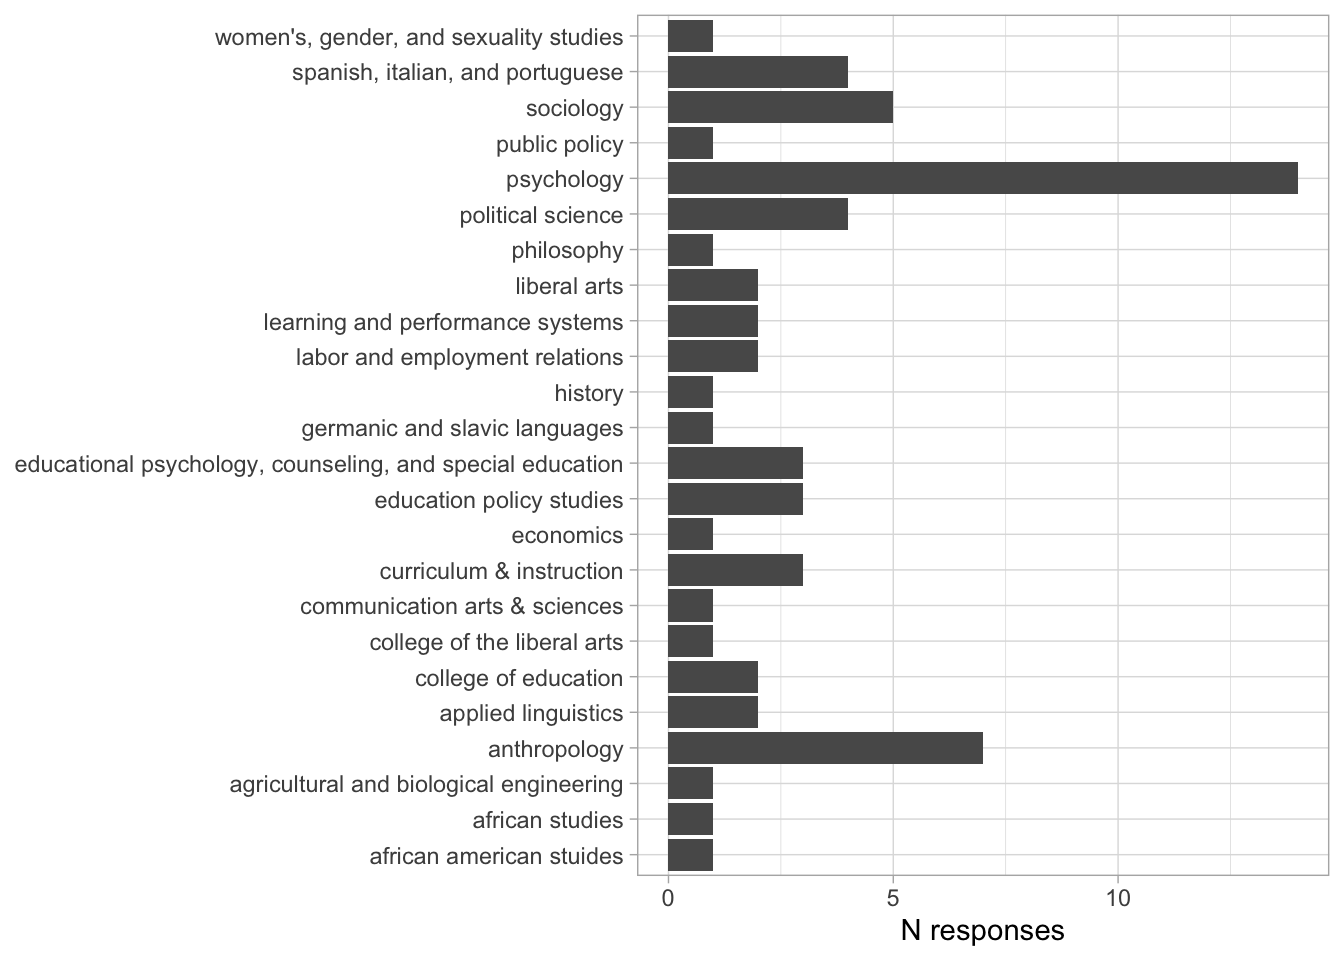 women's, gender, and sexuality studies
spanish, italian, and portuguese
sociology
public policy
psychology
political science
philosophy
liberal arts
learning and performance systems
labor and employment relations
history
germanic and slavic languages
educational psychology, counseling, and special education
education policy studies
economics
curriculum & instruction
communication arts & sciences
college of the liberal arts
college of education
applied linguistics
anthropology
agricultural and biological engineering
african studies
african american stuides
0 5 10
N responses